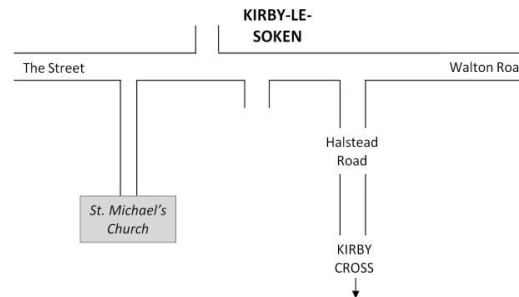 KIRBY-LE-
SOKEN
The Street
Walton Roa
Halstead
Road
St. Michael's
Church
KIRBY
CROSS